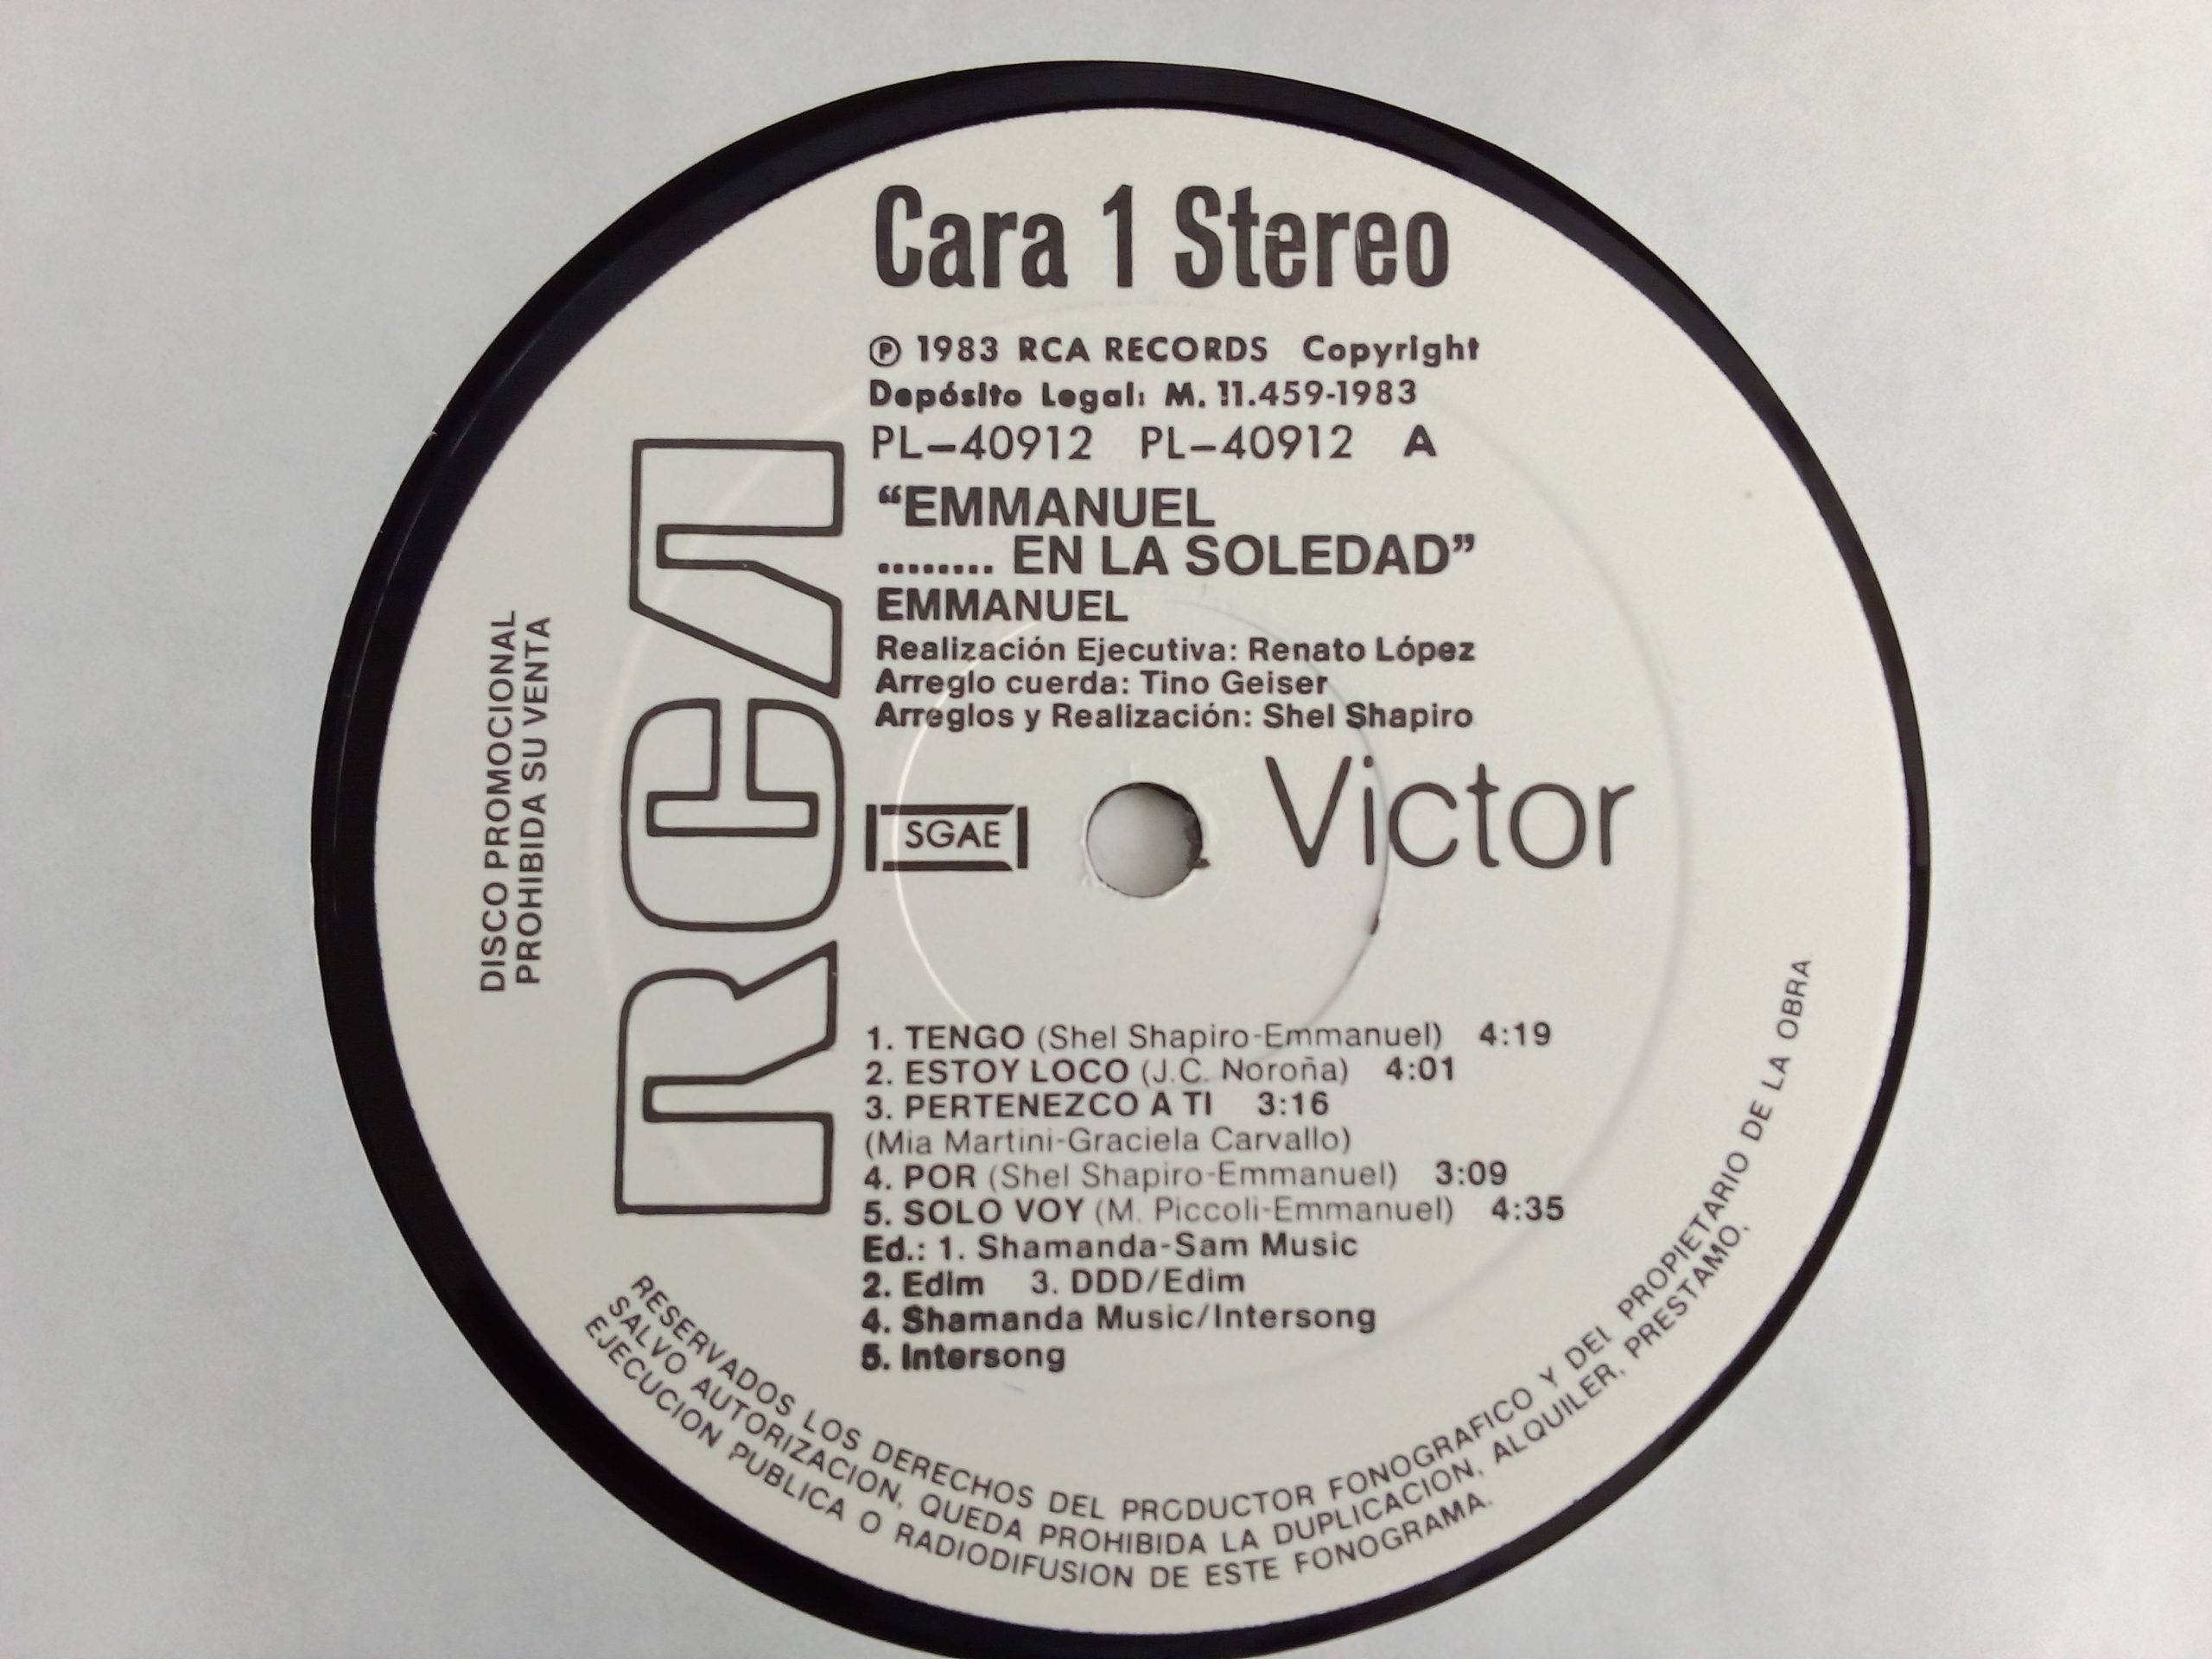 Cara 1 Stereo
Ⓟ 1983 RCA RECORDS Copyright
Depósito Legal: M. 11.459-1983
PL-40912 PL-40912 A
“EMMANUEL
........ EN LA SOLEDAD”
EMMANUEL
Realización Ejecutiva: Renato López
Arreglo cuerda: Tino Geiser
Arreglos y Realización: Shel Shapiro
RCA
SGAE
Victor
DISCO PROMOCIONAL
PROHIBIDA SU VENTA
1. TENGO (Shel Shapiro-Emmanuel) 4:19
2. ESTOY LOCO (J.C. Noroña) 4:01
3. PERTENEZCO A TI 3:16
(Mia Martini-Graciela Carvallo)
4. POR (Shel Shapiro-Emmanuel) 3:09
5. SOLO VOY (M. Piccoli-Emmanuel) 4:35
Ed.: 1. Shamanda-Sam Music
2. Edim 3. DDD/Edim
4. Shamanda Music/Intersong
5. Intersong
RESERVADOS LOS DERECHOS DEL PRODUCTOR FONOGRAFICO Y DEL PROPIETARIO DE LA OBRA
SALVO AUTORIZACION, QUEDA PROHIBIDA LA DUPLICACION, ALQUILER, PRESTAMO,
EJECUCION PUBLICA O RADIODIFUSION DE ESTE FONOGRAMA.